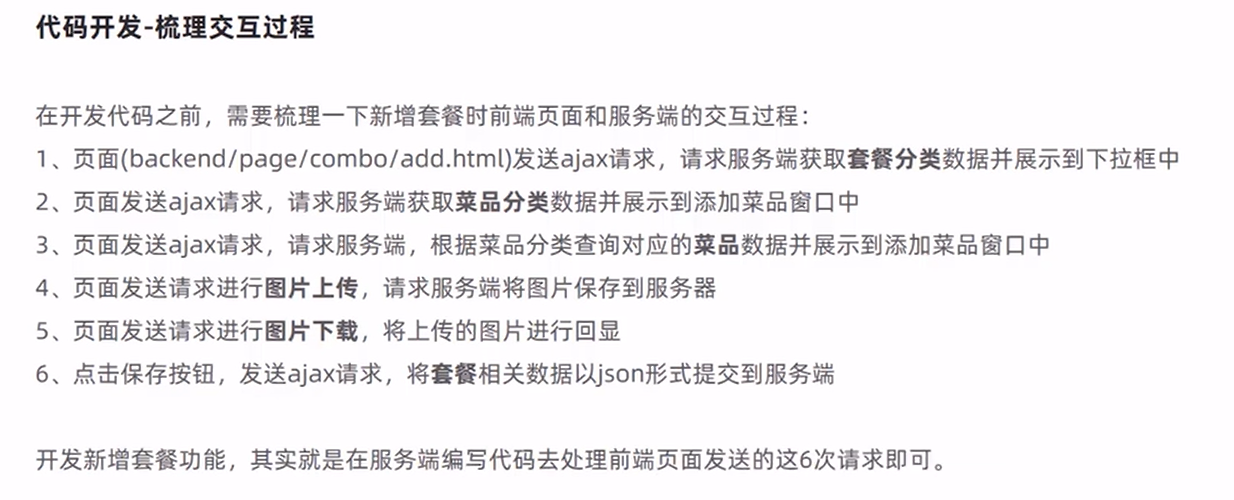 代码开发-梳理交互过程
在开发代码之前，需要梳理一下新增套餐时前端页面和服务端的交互过程：
1、页面(backend/page/combo/add.html)发送ajax请求，请求服务端获取套餐分类数据并展示到下拉框中
2、页面发送ajax请求，请求服务端获取菜品分类数据并展示到添加菜品窗口中
3、页面发送ajax请求，请求服务端，根据菜品分类查询对应的菜品数据并展示到添加菜品窗口中
4、页面发送请求进行图片上传，请求服务端将图片保存到服务器
5、页面发送请求进行图片下载，将上传的图片进行回显
6、点击保存按钮，发送ajax请求，将套餐相关数据以json形式提交到服务端
开发新增套餐功能，其实就是在服务端编写代码去处理前端页面发送的这6次请求即可。